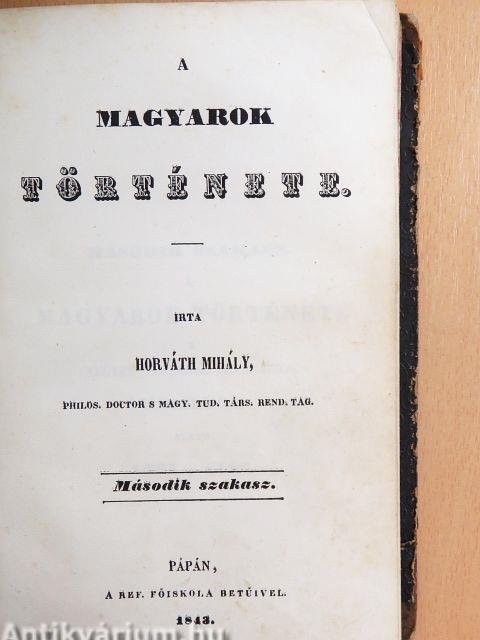 A
MAGYAROK
TÖRTÉNETE.
IRTA
HORVÁTH MIHÁLY,
PHILOS. DOCTOR S MAGY. TUD. TÁRS. REND. TAG.
Második szakasz.
PÁPÁN,
A REF. FŐISKOLA BETŰIVEL.
1843.
Antikvárium.hu